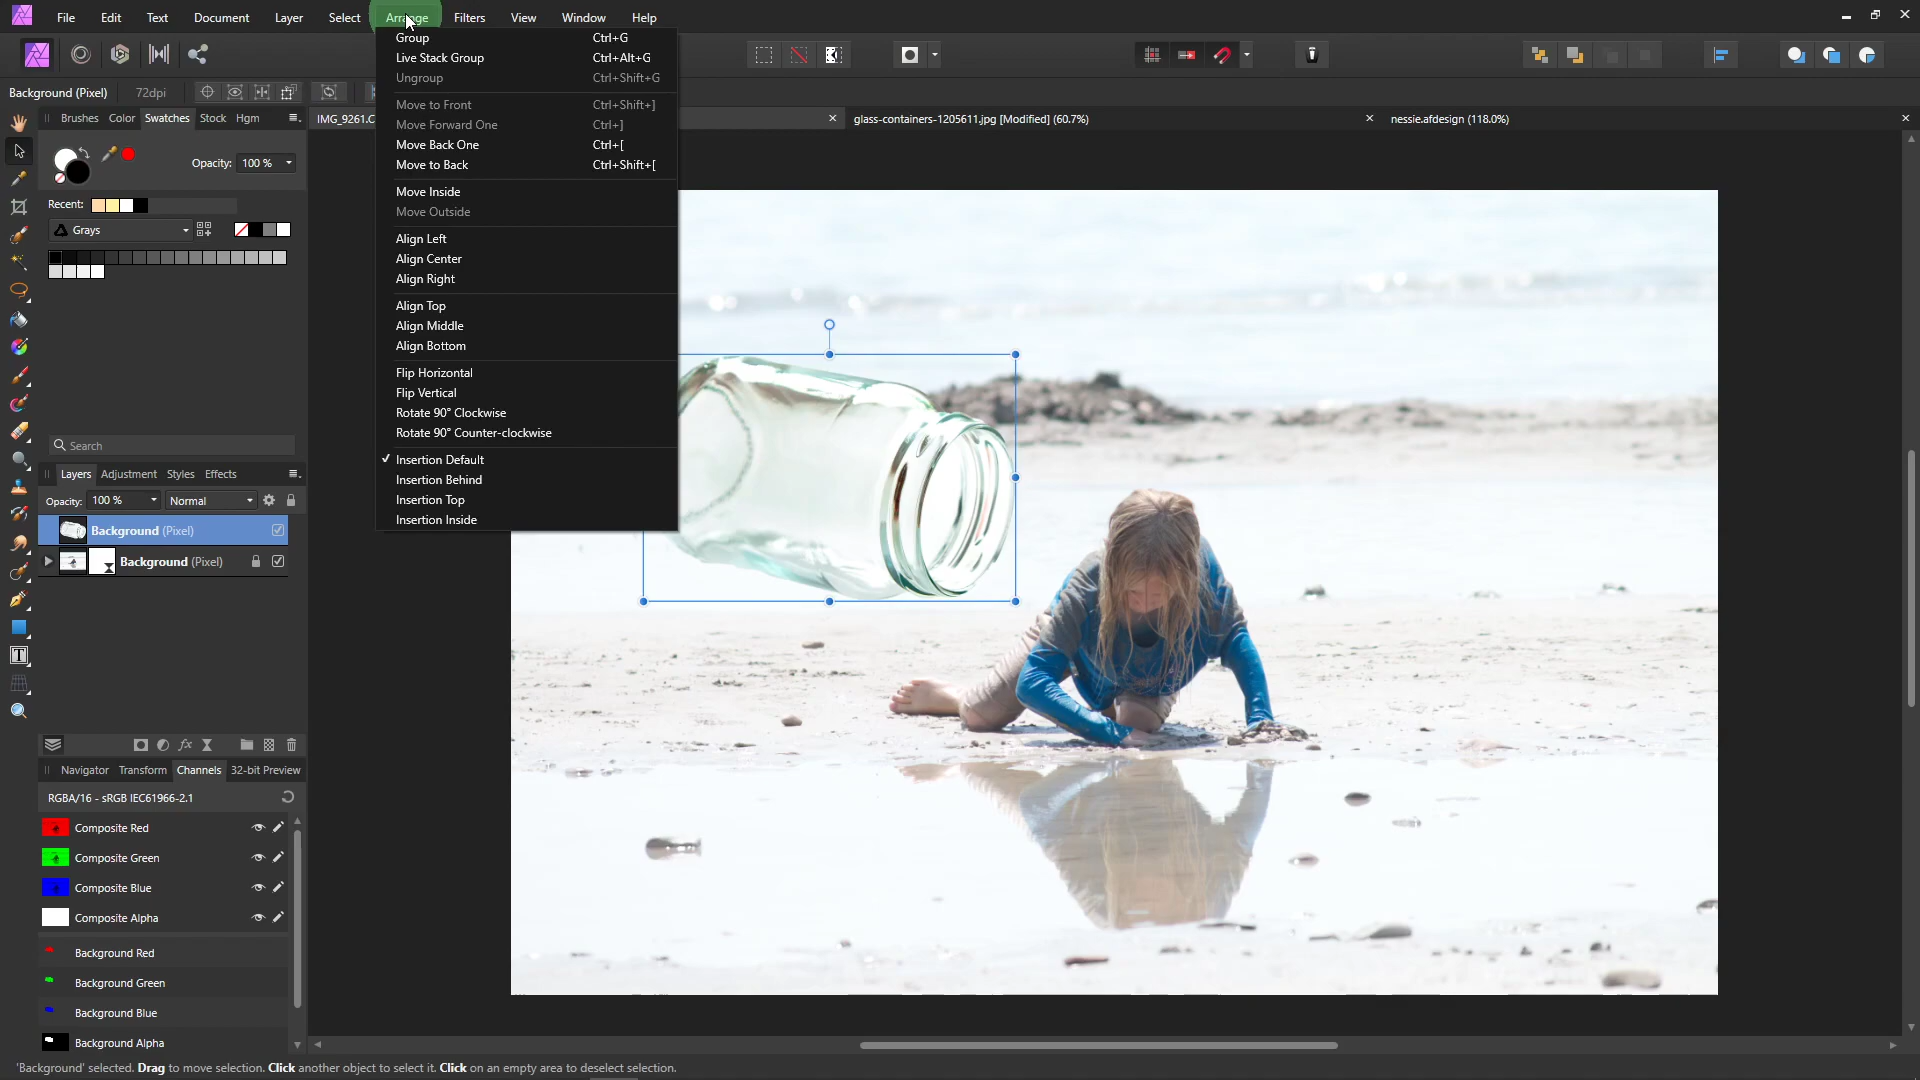 File Edit Text Document Layer Select Arrange Filters View Window Help
Background (Pixel) 72dpi
Brushes Color Swatches Stock Hgm
IMG_9261.C
glass-containers-1205611.jpg [Modified] (60.7%)
nessie.afdesign (118.0%)
Opacity: 100 %
Recent:
Grays
Search
Layers Adjustment Styles Effects
Opacity: 100 % Normal
Background (Pixel)
Background (Pixel)
Navigator Transform Channels 32-bit Preview
RGBA/16 - sRGB IEC61966-2.1
Composite Red
Composite Green
Composite Blue
Composite Alpha
Background Red
Background Green
Background Blue
Background Alpha
Group Ctrl+G
Live Stack Group Ctrl+Alt+G
Ungroup Ctrl+Shift+G
Move to Front Ctrl+Shift+]
Move Forward One Ctrl+]
Move Back One Ctrl+[
Move to Back Ctrl+Shift+[
Move Inside
Move Outside
Align Left
Align Center
Align Right
Align Top
Align Middle
Align Bottom
Flip Horizontal
Flip Vertical
Rotate 90° Clockwise
Rotate 90° Counter-clockwise
Insertion Default
Insertion Behind
Insertion Top
Insertion Inside
'Background' selected. Drag to move selection. Click another object to select it. Click on an empty area to deselect selection.